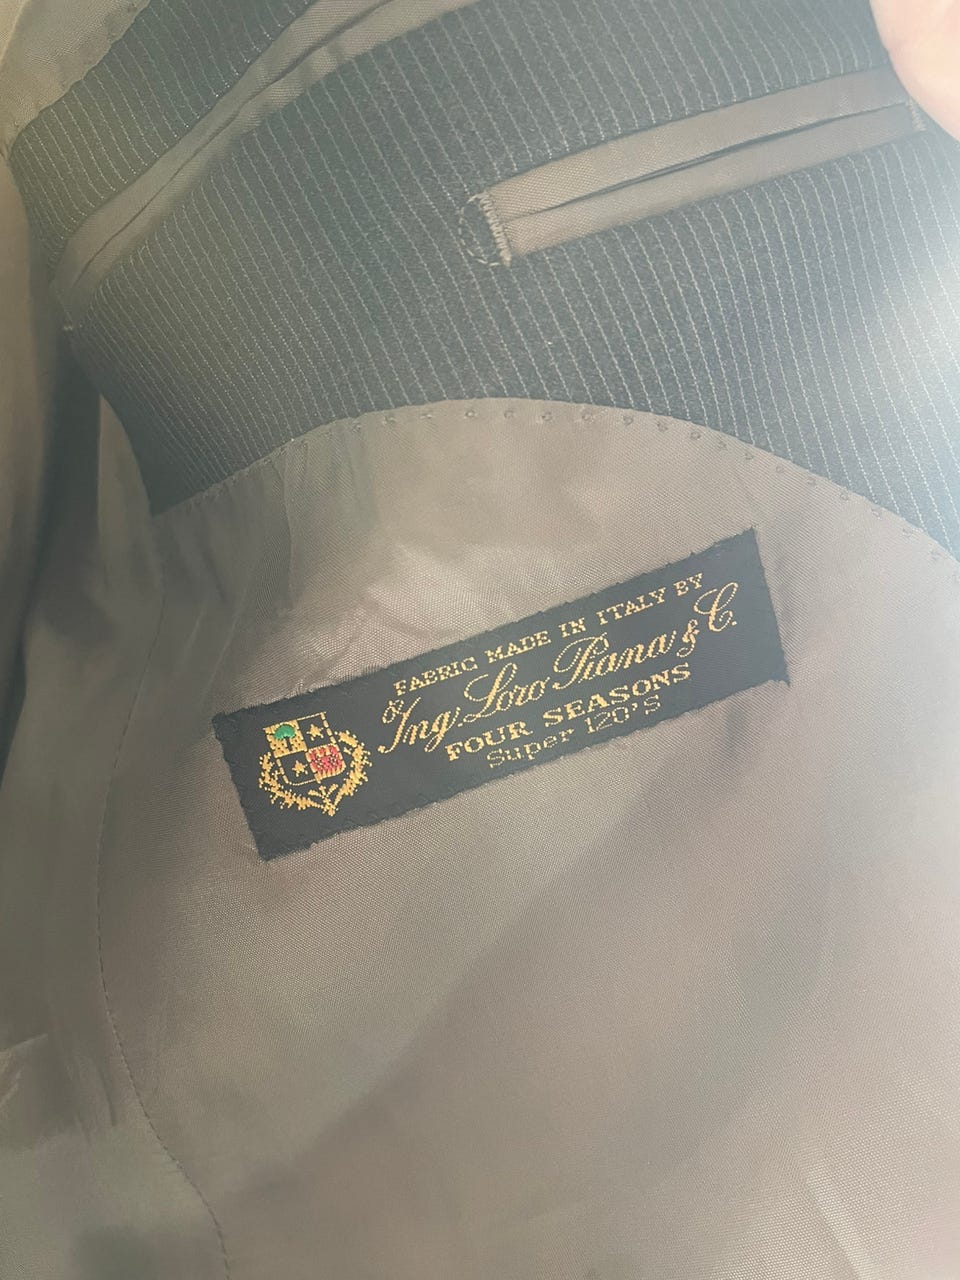 FABRIC MADE IN ITALY BY
Ing. Loro Piana & C.
FOUR SEASONS
Super 120'S